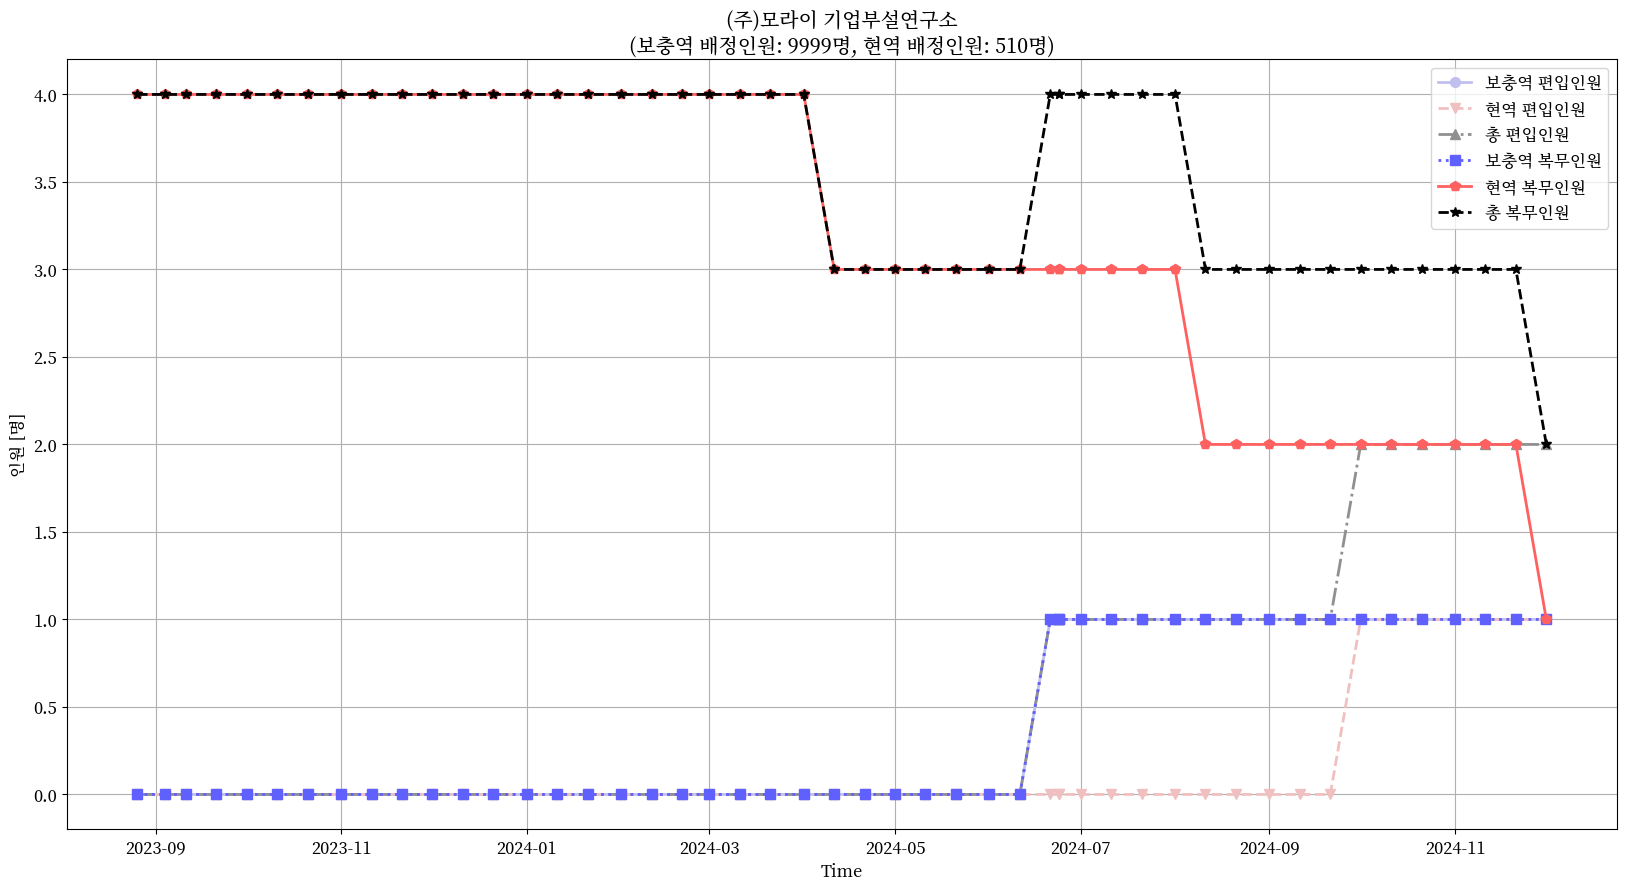 (주)모라이 기업부설연구소
(보충역 배정인원: 9999명, 현역 배정인원: 510명)
보충역 편입인원
현역 편입인원
총 편입인원
보충역 복무인원
현역 복무인원
총 복무인원
인원 [명]
4.0
3.5
3.0
2.5
2.0
1.5
1.0
0.5
0.0
2023-09
2023-11
2024-01
2024-03
2024-05
2024-07
2024-09
2024-11
Time